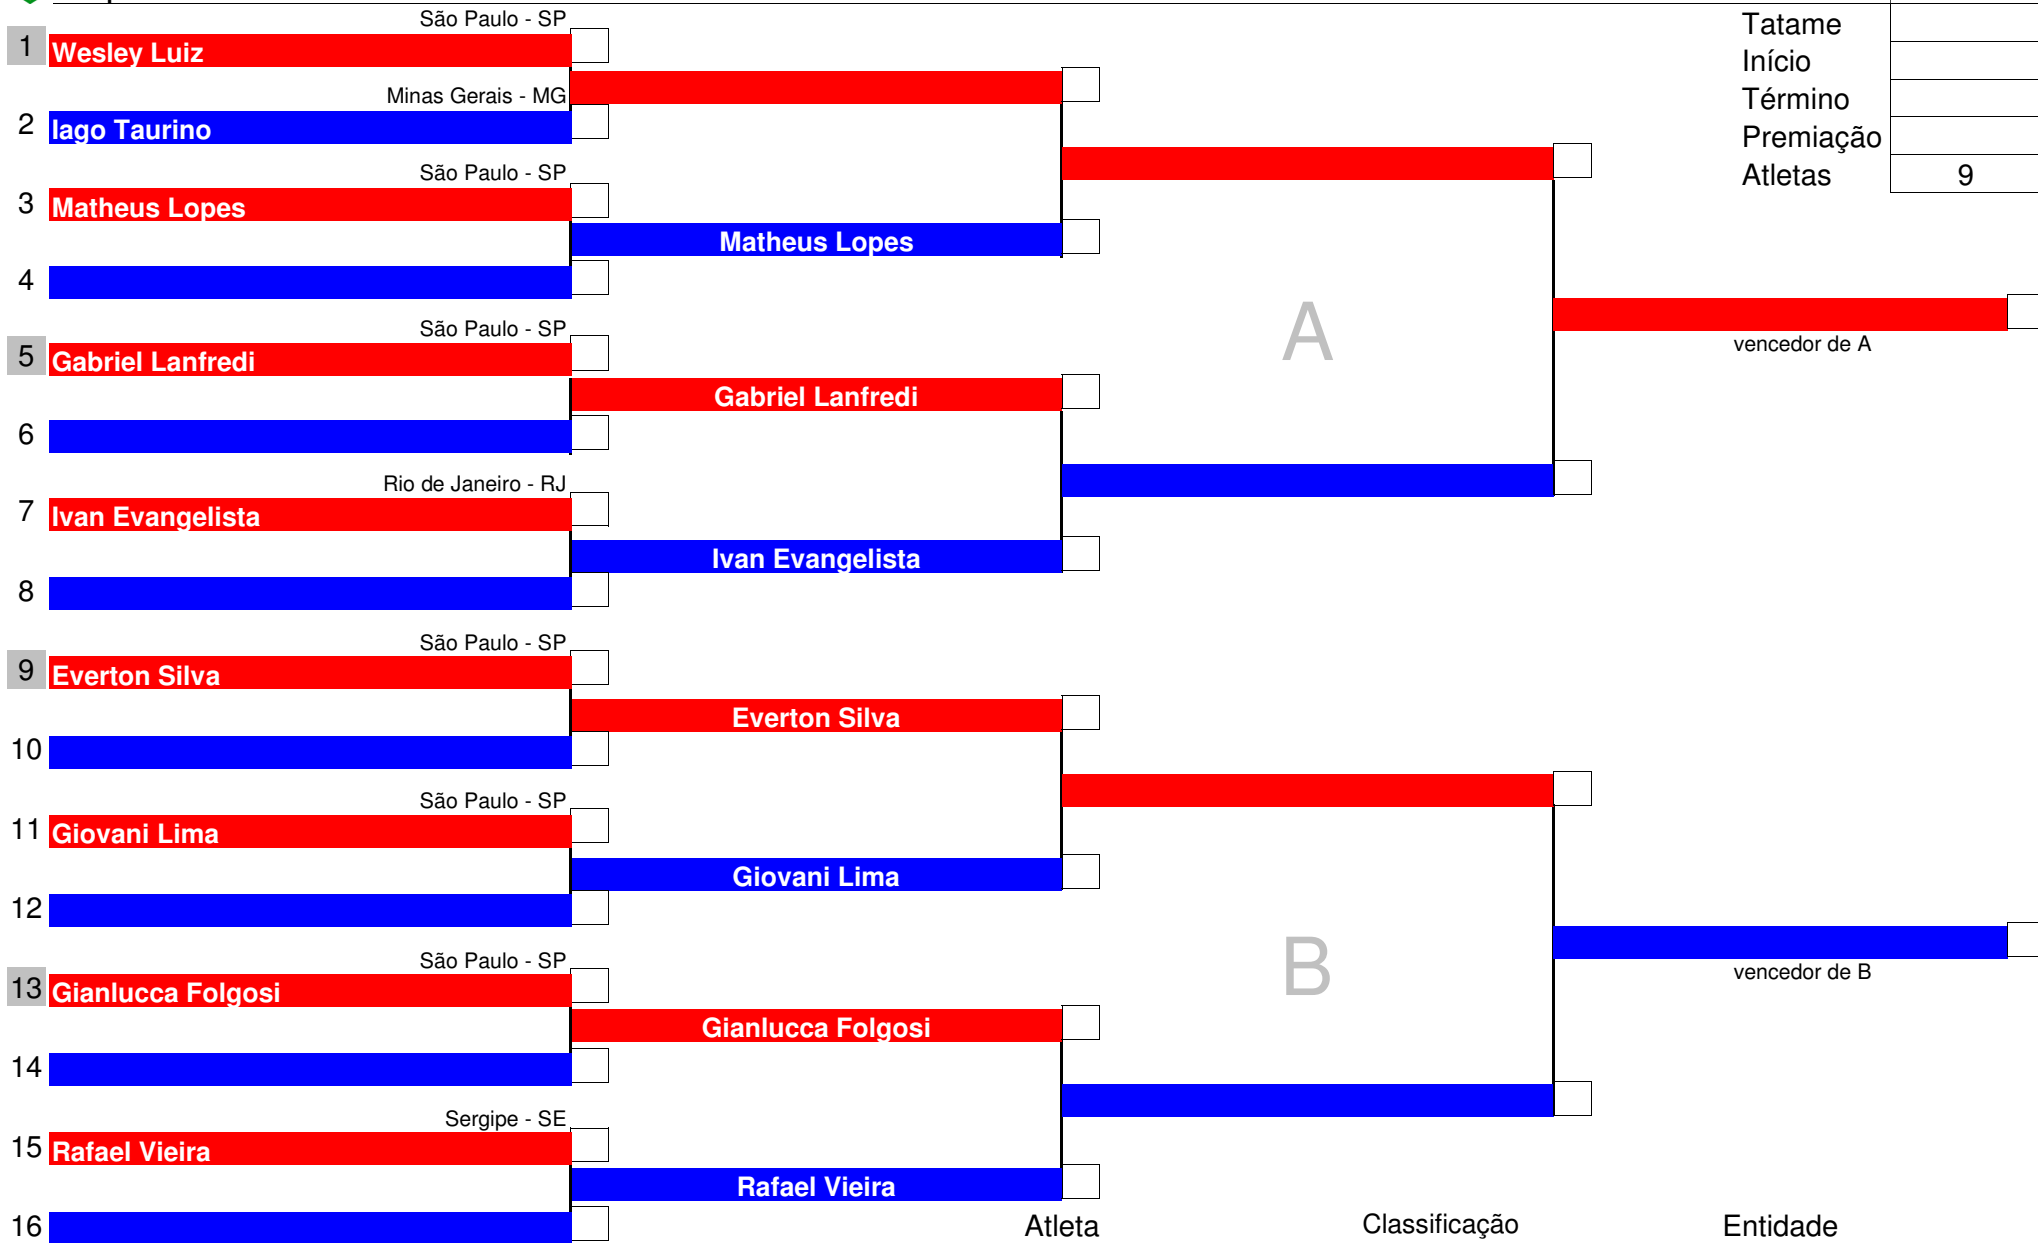 São Paulo - SP
Tatame
1 Wesley Luiz
Início
Minas Gerais - MG
Término
2 Iago Taurino
Premiação
São Paulo - SP
Atletas 9
3 Matheus Lopes
Matheus Lopes
4
A
São Paulo - SP
vencedor de A
5 Gabriel Lanfredi
Gabriel Lanfredi
6
Rio de Janeiro - RJ
7 Ivan Evangelista
Ivan Evangelista
8
São Paulo - SP
9 Everton Silva
Everton Silva
10
São Paulo - SP
11 Giovani Lima
Giovani Lima
12
B
São Paulo - SP
vencedor de B
13 Gianlucca Folgosi
Gianlucca Folgosi
14
Sergipe - SE
15 Rafael Vieira
Rafael Vieira
16
Atleta Classificação Entidade